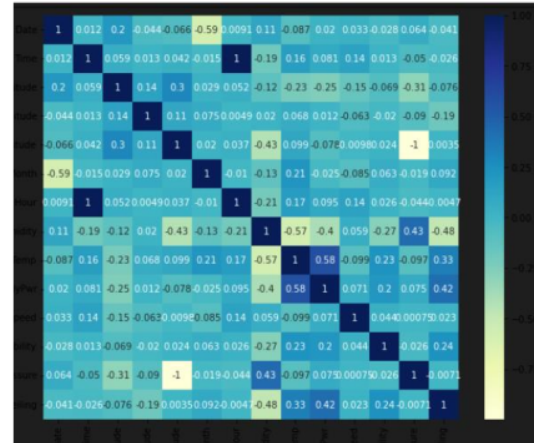 Date 1 0.012 0.2 -0.044 -0.066 -0.59 0.0091 0.11 -0.087 0.02 0.033 -0.028 0.064 -0.041
Time 0.012 1 0.059 0.013 0.042 -0.015 1 -0.19 0.16 0.081 0.14 0.013 -0.05 -0.026
itude 0.2 0.059 1 0.14 0.3 0.029 0.052 -0.12 -0.23 -0.25 -0.15 -0.069 -0.31 -0.076
itude -0.044 0.013 0.14 1 0.11 0.075 0.0049 0.02 0.068 0.012 -0.063 -0.02 -0.09 -0.19
itude -0.066 0.042 0.3 0.11 1 0.02 0.037 -0.43 0.099 -0.078 0.0098 0.024 -1 0.0035
onth -0.59 -0.015 0.029 0.075 0.02 1 -0.01 -0.13 0.21 -0.025 -0.085 0.063 -0.019 0.092
Hour 0.0091 1 0.052 0.0049 0.037 -0.01 1 -0.21 0.17 0.095 0.14 0.026 -0.044 0.0047
idity 0.11 -0.19 -0.12 0.02 -0.43 -0.13 -0.21 1 -0.57 -0.4 0.059 -0.27 0.43 -0.48
Temp -0.087 0.16 -0.23 0.068 0.099 0.21 0.17 -0.57 1 0.58 -0.099 0.23 -0.097 0.33
yPwr 0.02 0.081 -0.25 0.012 -0.078 -0.025 0.095 -0.4 0.58 1 0.071 0.2 0.075 0.42
peed 0.033 0.14 -0.15 -0.063 0.0098 -0.085 0.14 0.059 -0.099 0.071 1 0.044 0.00075 0.023
bility -0.028 0.013 -0.069 -0.02 0.024 0.063 0.026 -0.27 0.23 0.2 0.044 1 -0.026 0.24
sure 0.064 -0.05 -0.31 -0.09 -1 -0.019 -0.044 0.43 -0.097 0.075 0.00075 -0.026 1 -0.0071
eiling -0.041 -0.026 -0.076 -0.19 0.0035 0.092 -0.0047 -0.48 0.33 0.42 0.023 0.24 -0.0071 1
1.00
0.75
0.50
0.25
0.00